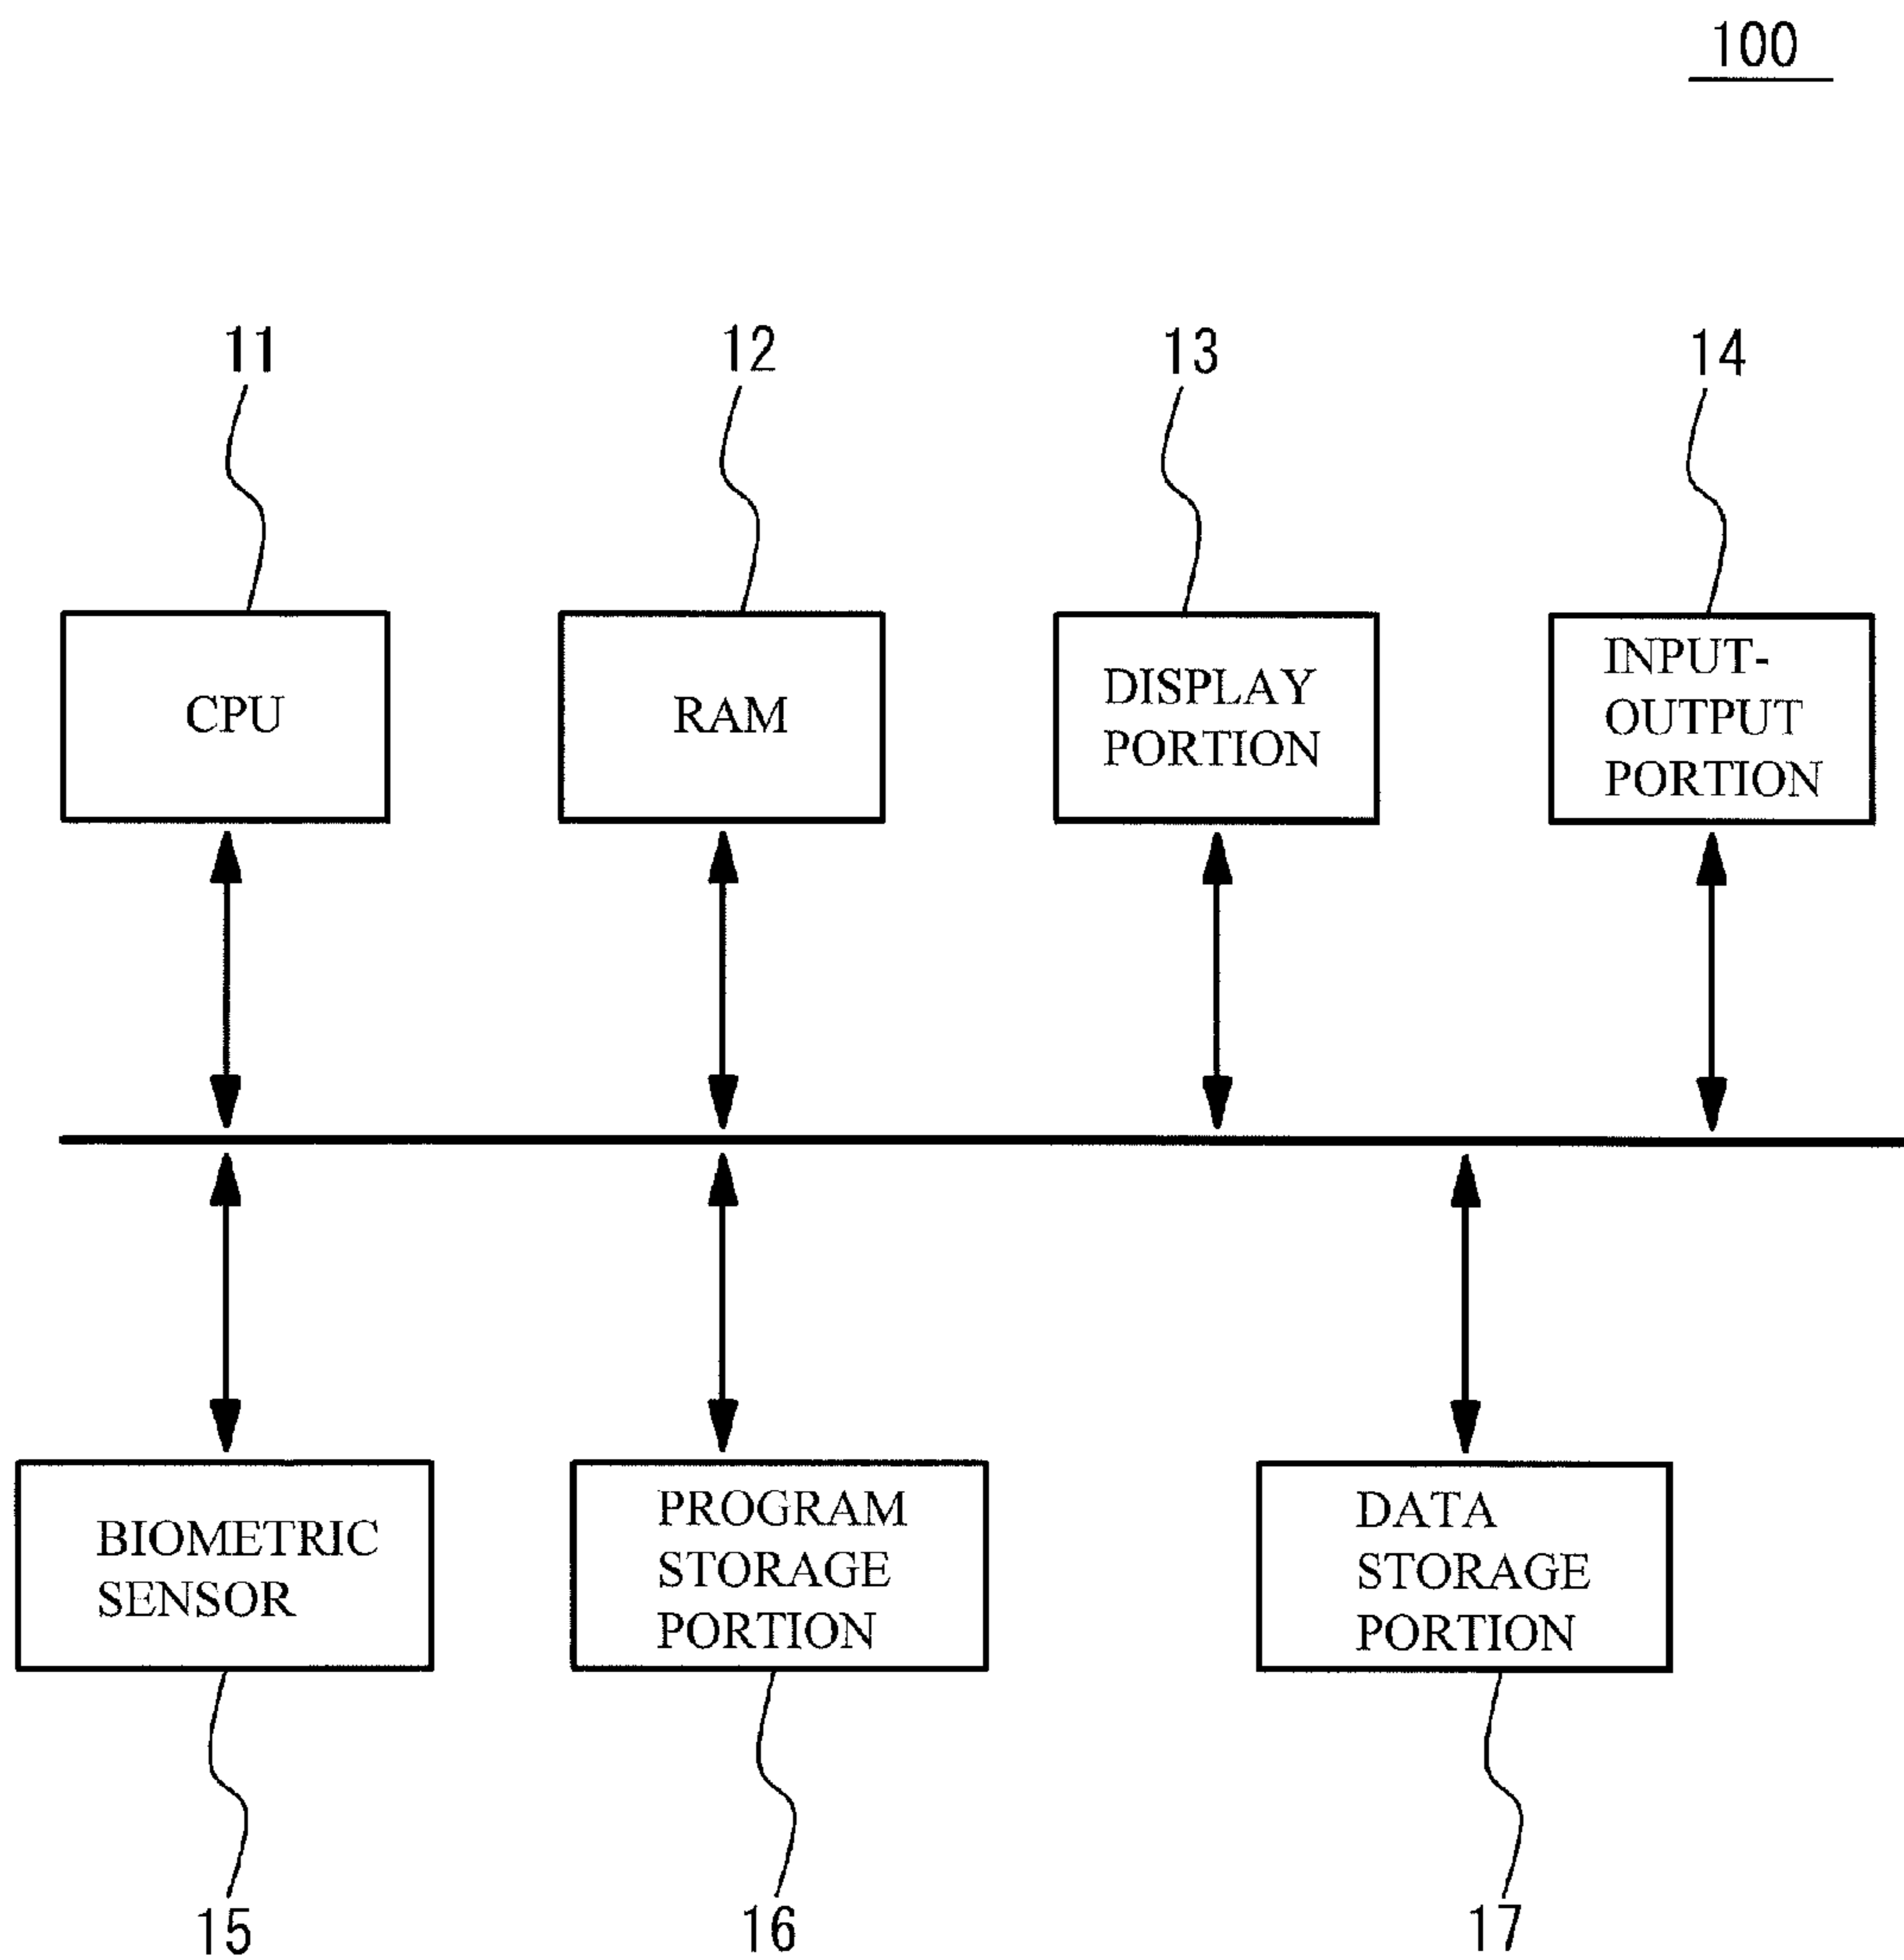 100
11
12
13
14
CPU
RAM
DISPLAY
PORTION
INPUT-
OUTPUT
PORTION
BIOMETRIC
SENSOR
PROGRAM
STORAGE
PORTION
DATA
STORAGE
PORTION
15
16
17